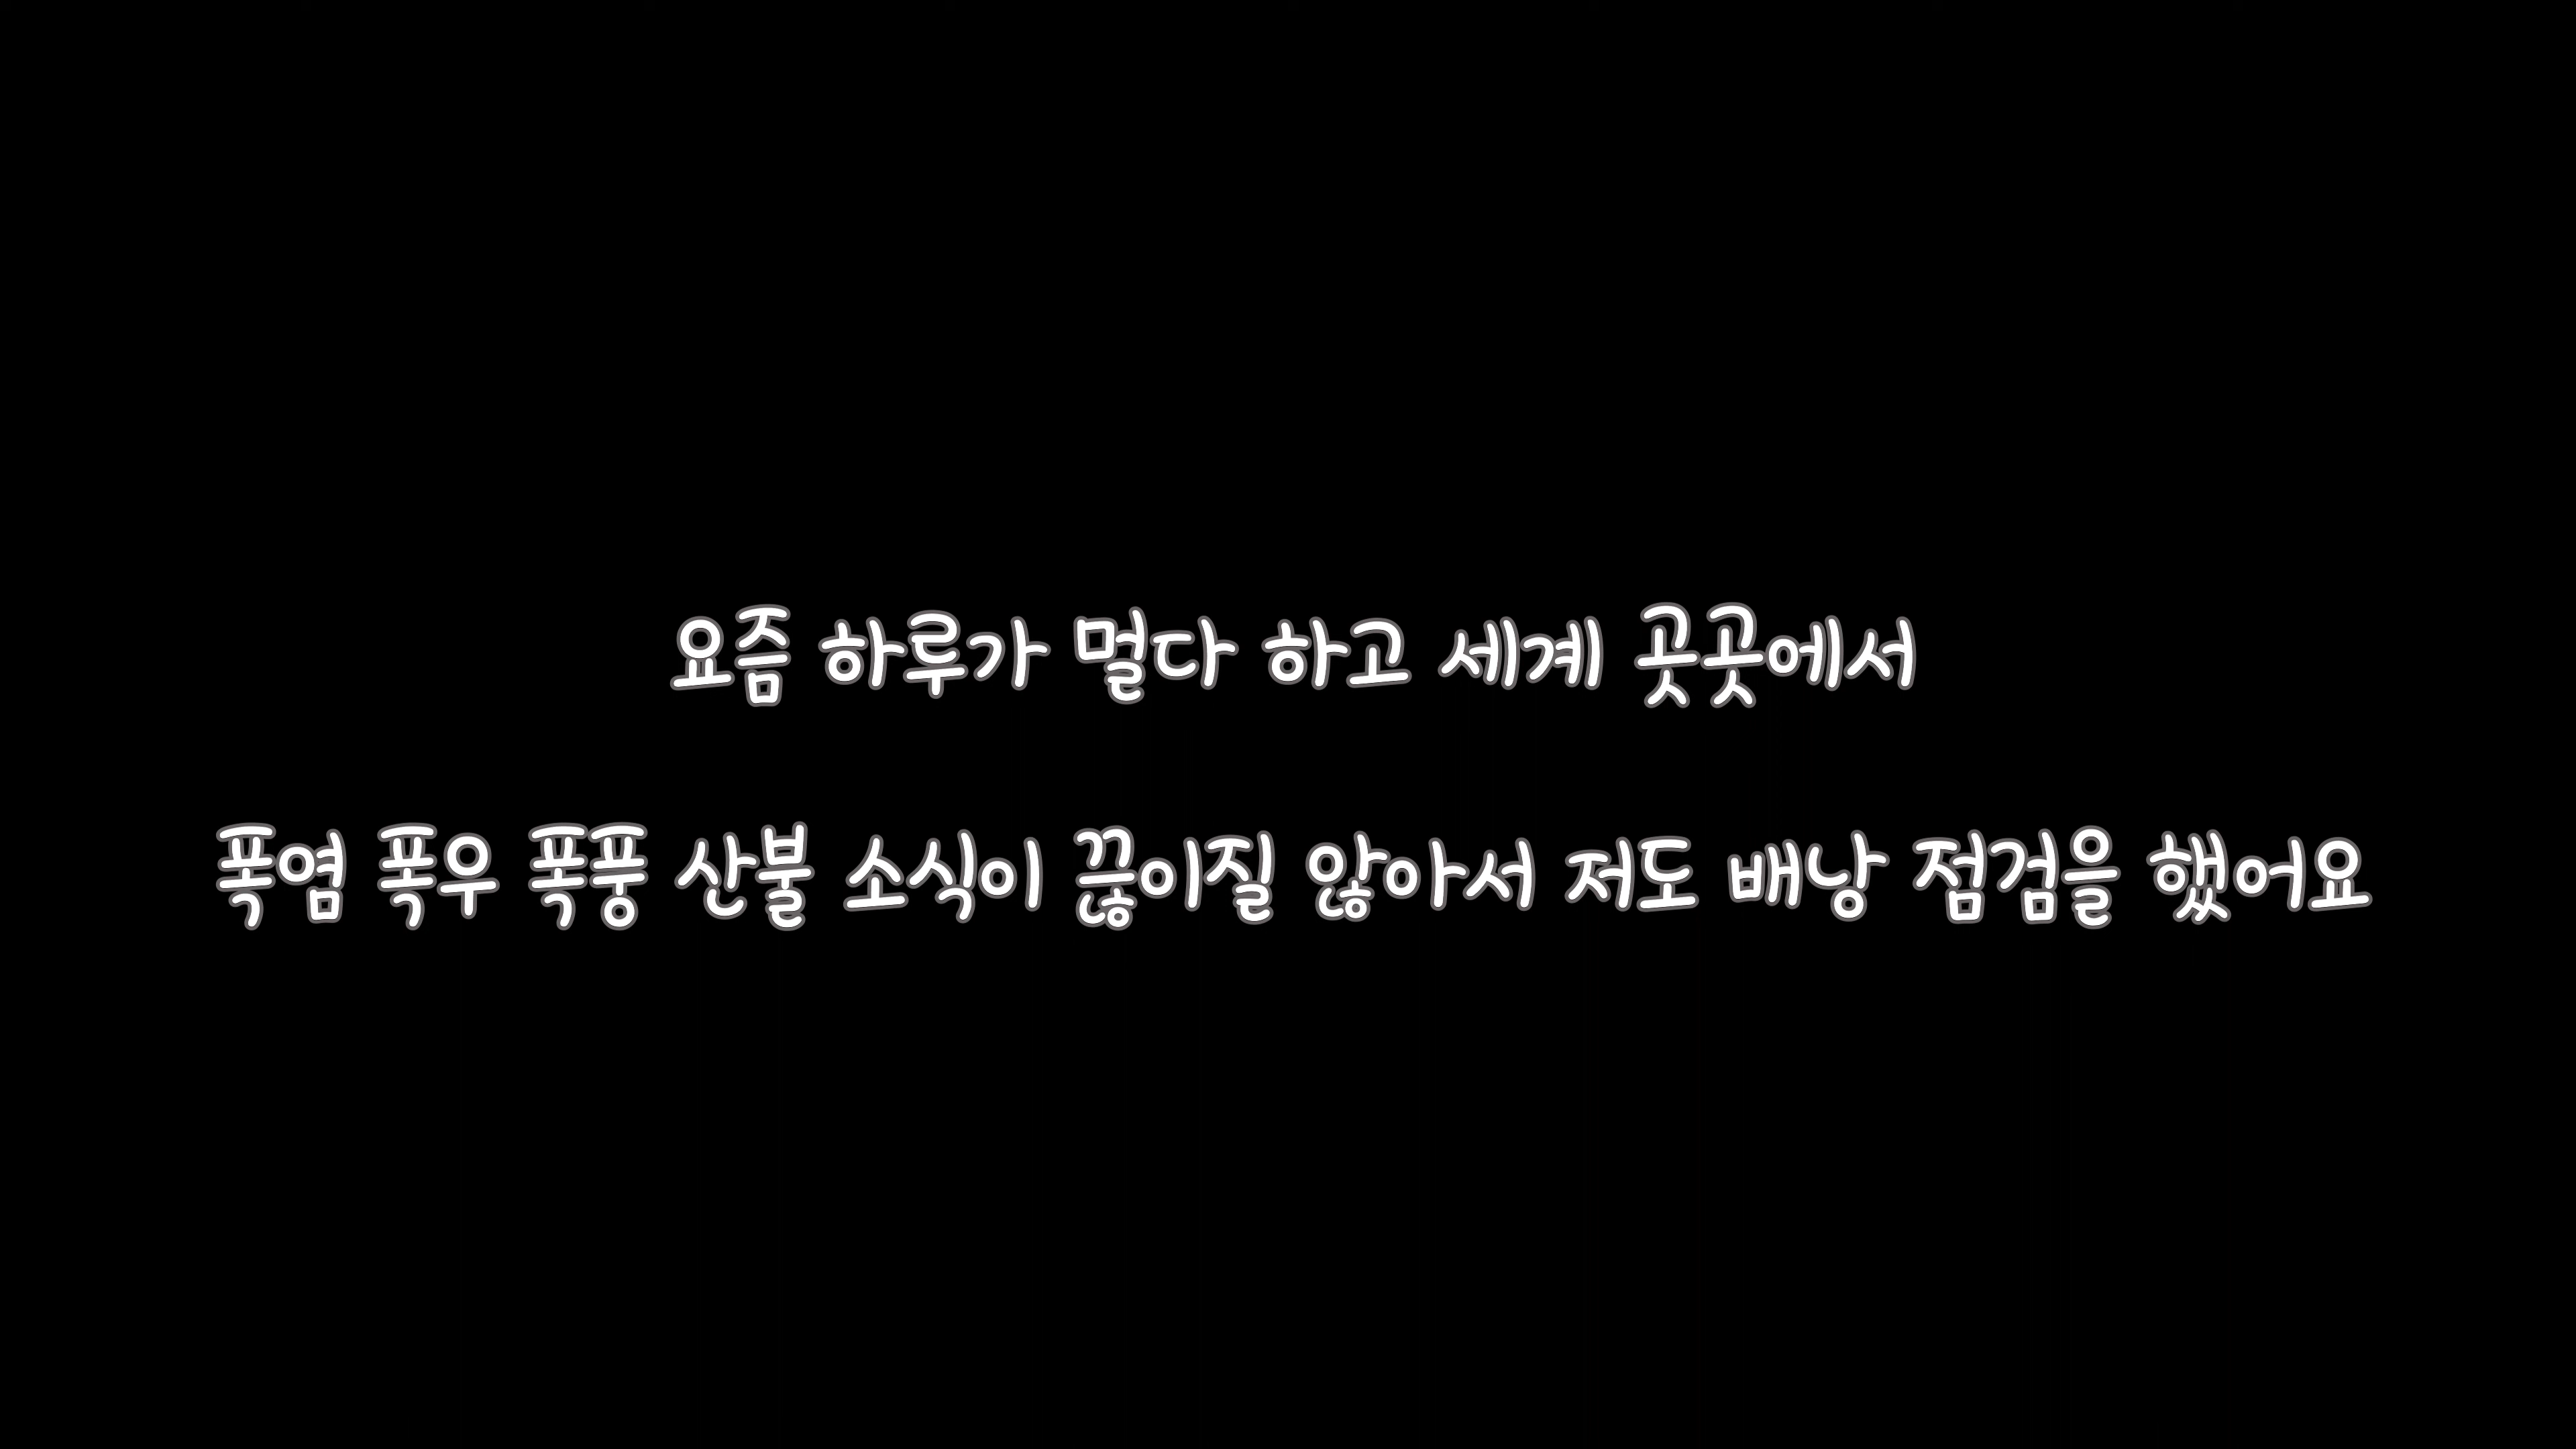 요즘 하루가 멀다 하고 세계 곳곳에서
폭염 폭우 폭풍 산불 소식이 끊이질 않아서 저도 배낭 점검을 했어요